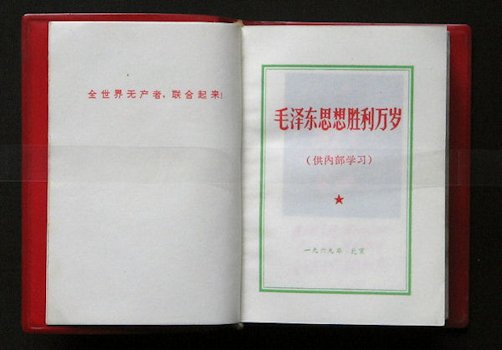 全世界无产者，联合起来！
毛泽东思想胜利万岁
（供内部学习）
一九六九年 北京